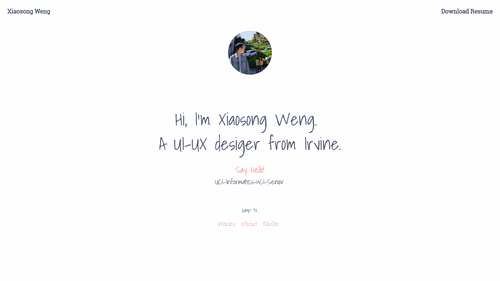 Xiaosong Weng
Download Resume
Hi, I'm Xiaosong Weng.
A UI-UX desiger from Irvine.
Say Hello!
UCI-Informatics-HCI-Senior
Jump to..
Works About Skills